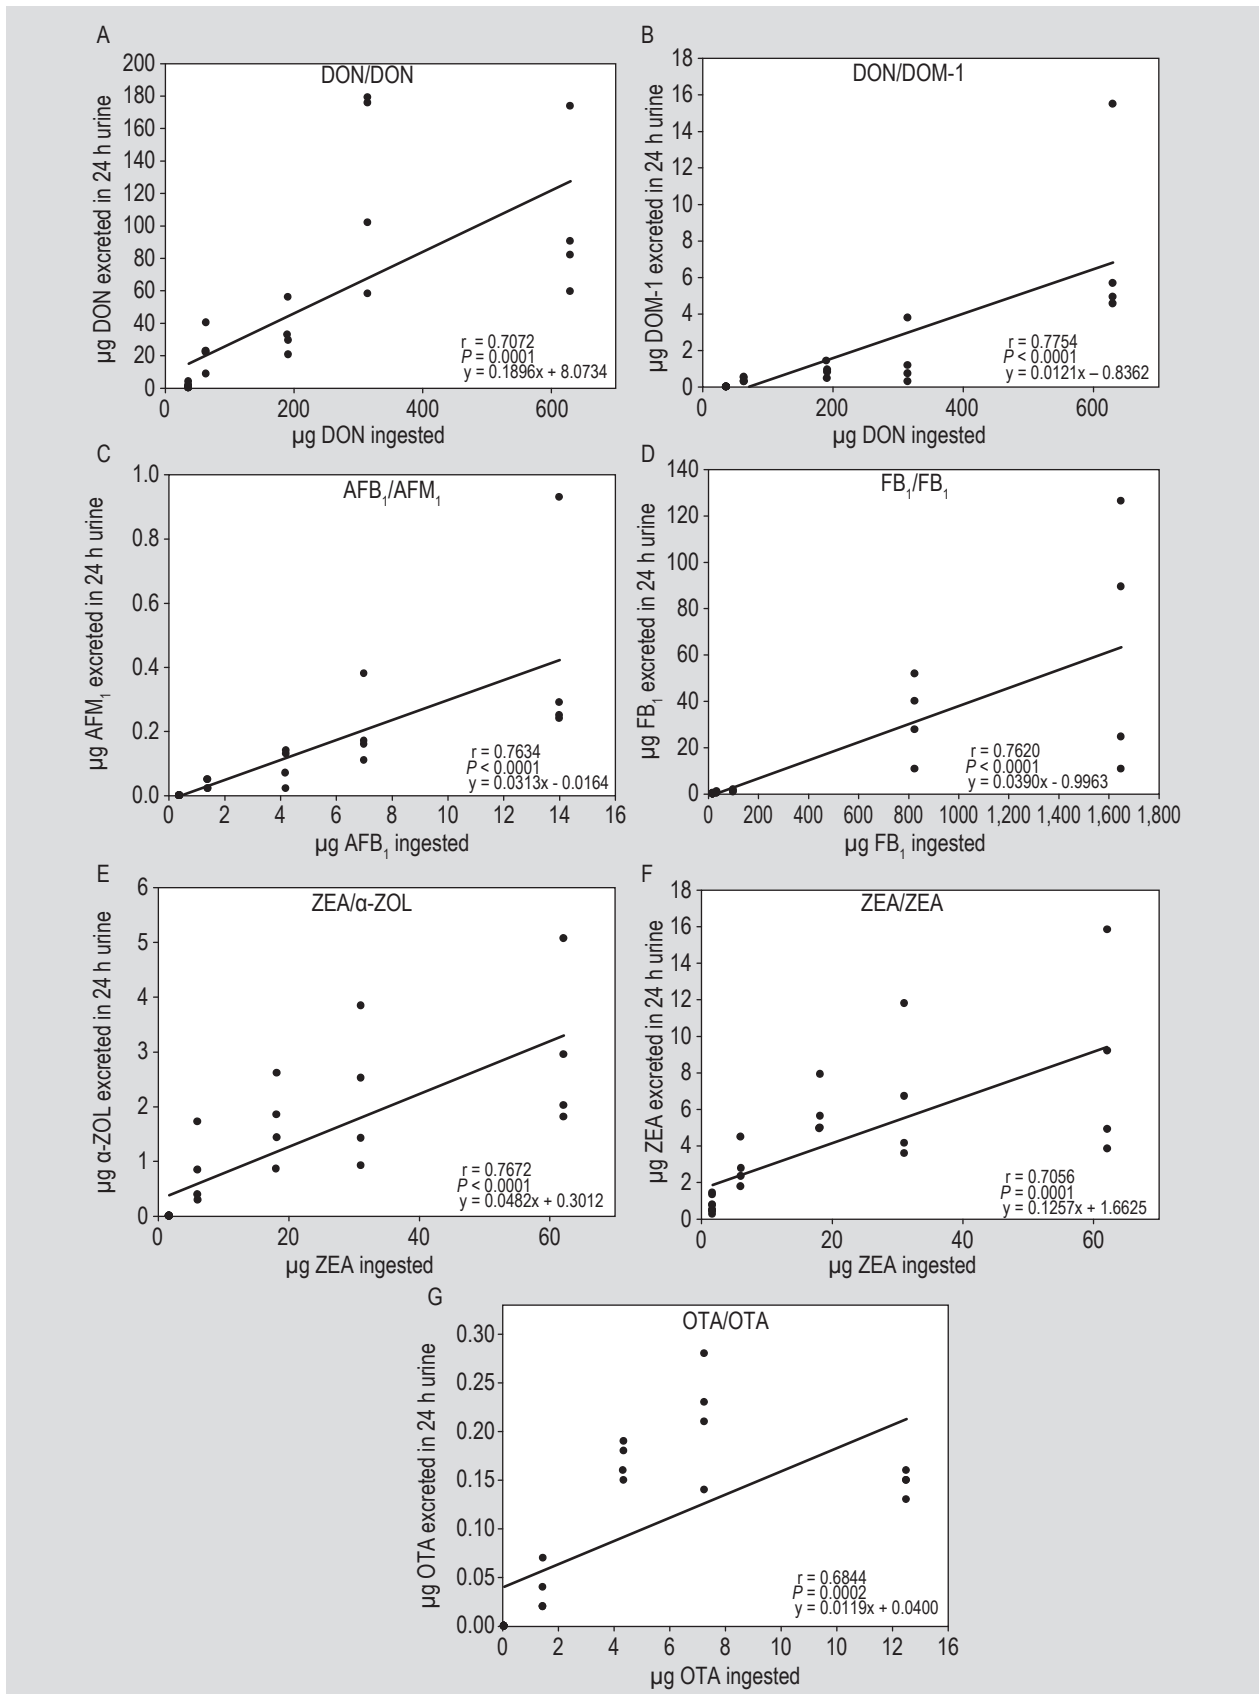 A
DON/DON
µg DON excreted in 24 h urine
200
180
160
140
120
100
80
60
40
20
0
r = 0.7072
P = 0.0001
y = 0.1896x + 8.0734
0 200 400 600
µg DON ingested
B
DON/DOM-1
µg DOM-1 excreted in 24 h urine
18
16
14
12
10
8
6
4
2
0
r = 0.7754
P < 0.0001
y = 0.0121x – 0.8362
0 200 400 600
µg DON ingested
C
AFB1/AFM1
µg AFM1 excreted in 24 h urine
1.0
0.8
0.6
0.4
0.2
0.0
r = 0.7634
P < 0.0001
y = 0.0313x - 0.0164
0 2 4 6 8 10 12 14 16
µg AFB1 ingested
D
FB1/FB1
µg FB1 excreted in 24 h urine
140
120
100
80
60
40
20
0
r = 0.7620
P < 0.0001
y = 0.0390x - 0.9963
0 200 400 600 800 1000 1,200 1,400 1,600 1,800
µg FB1 ingested
E
ZEA/α-ZOL
µg α-ZOL excreted in 24 h urine
6
5
4
3
2
1
0
r = 0.7672
P < 0.0001
y = 0.0482x + 0.3012
0 20 40 60
µg ZEA ingested
F
ZEA/ZEA
µg ZEA excreted in 24 h urine
18
16
14
12
10
8
6
4
2
0
r = 0.7056
P = 0.0001
y = 0.1257x + 1.6625
0 20 40 60
µg ZEA ingested
G
OTA/OTA
µg OTA excreted in 24 h urine
0.30
0.25
0.20
0.15
0.10
0.05
0.00
r = 0.6844
P = 0.0002
y = 0.0119x + 0.0400
0 2 4 6 8 10 10 12 16
µg OTA ingested